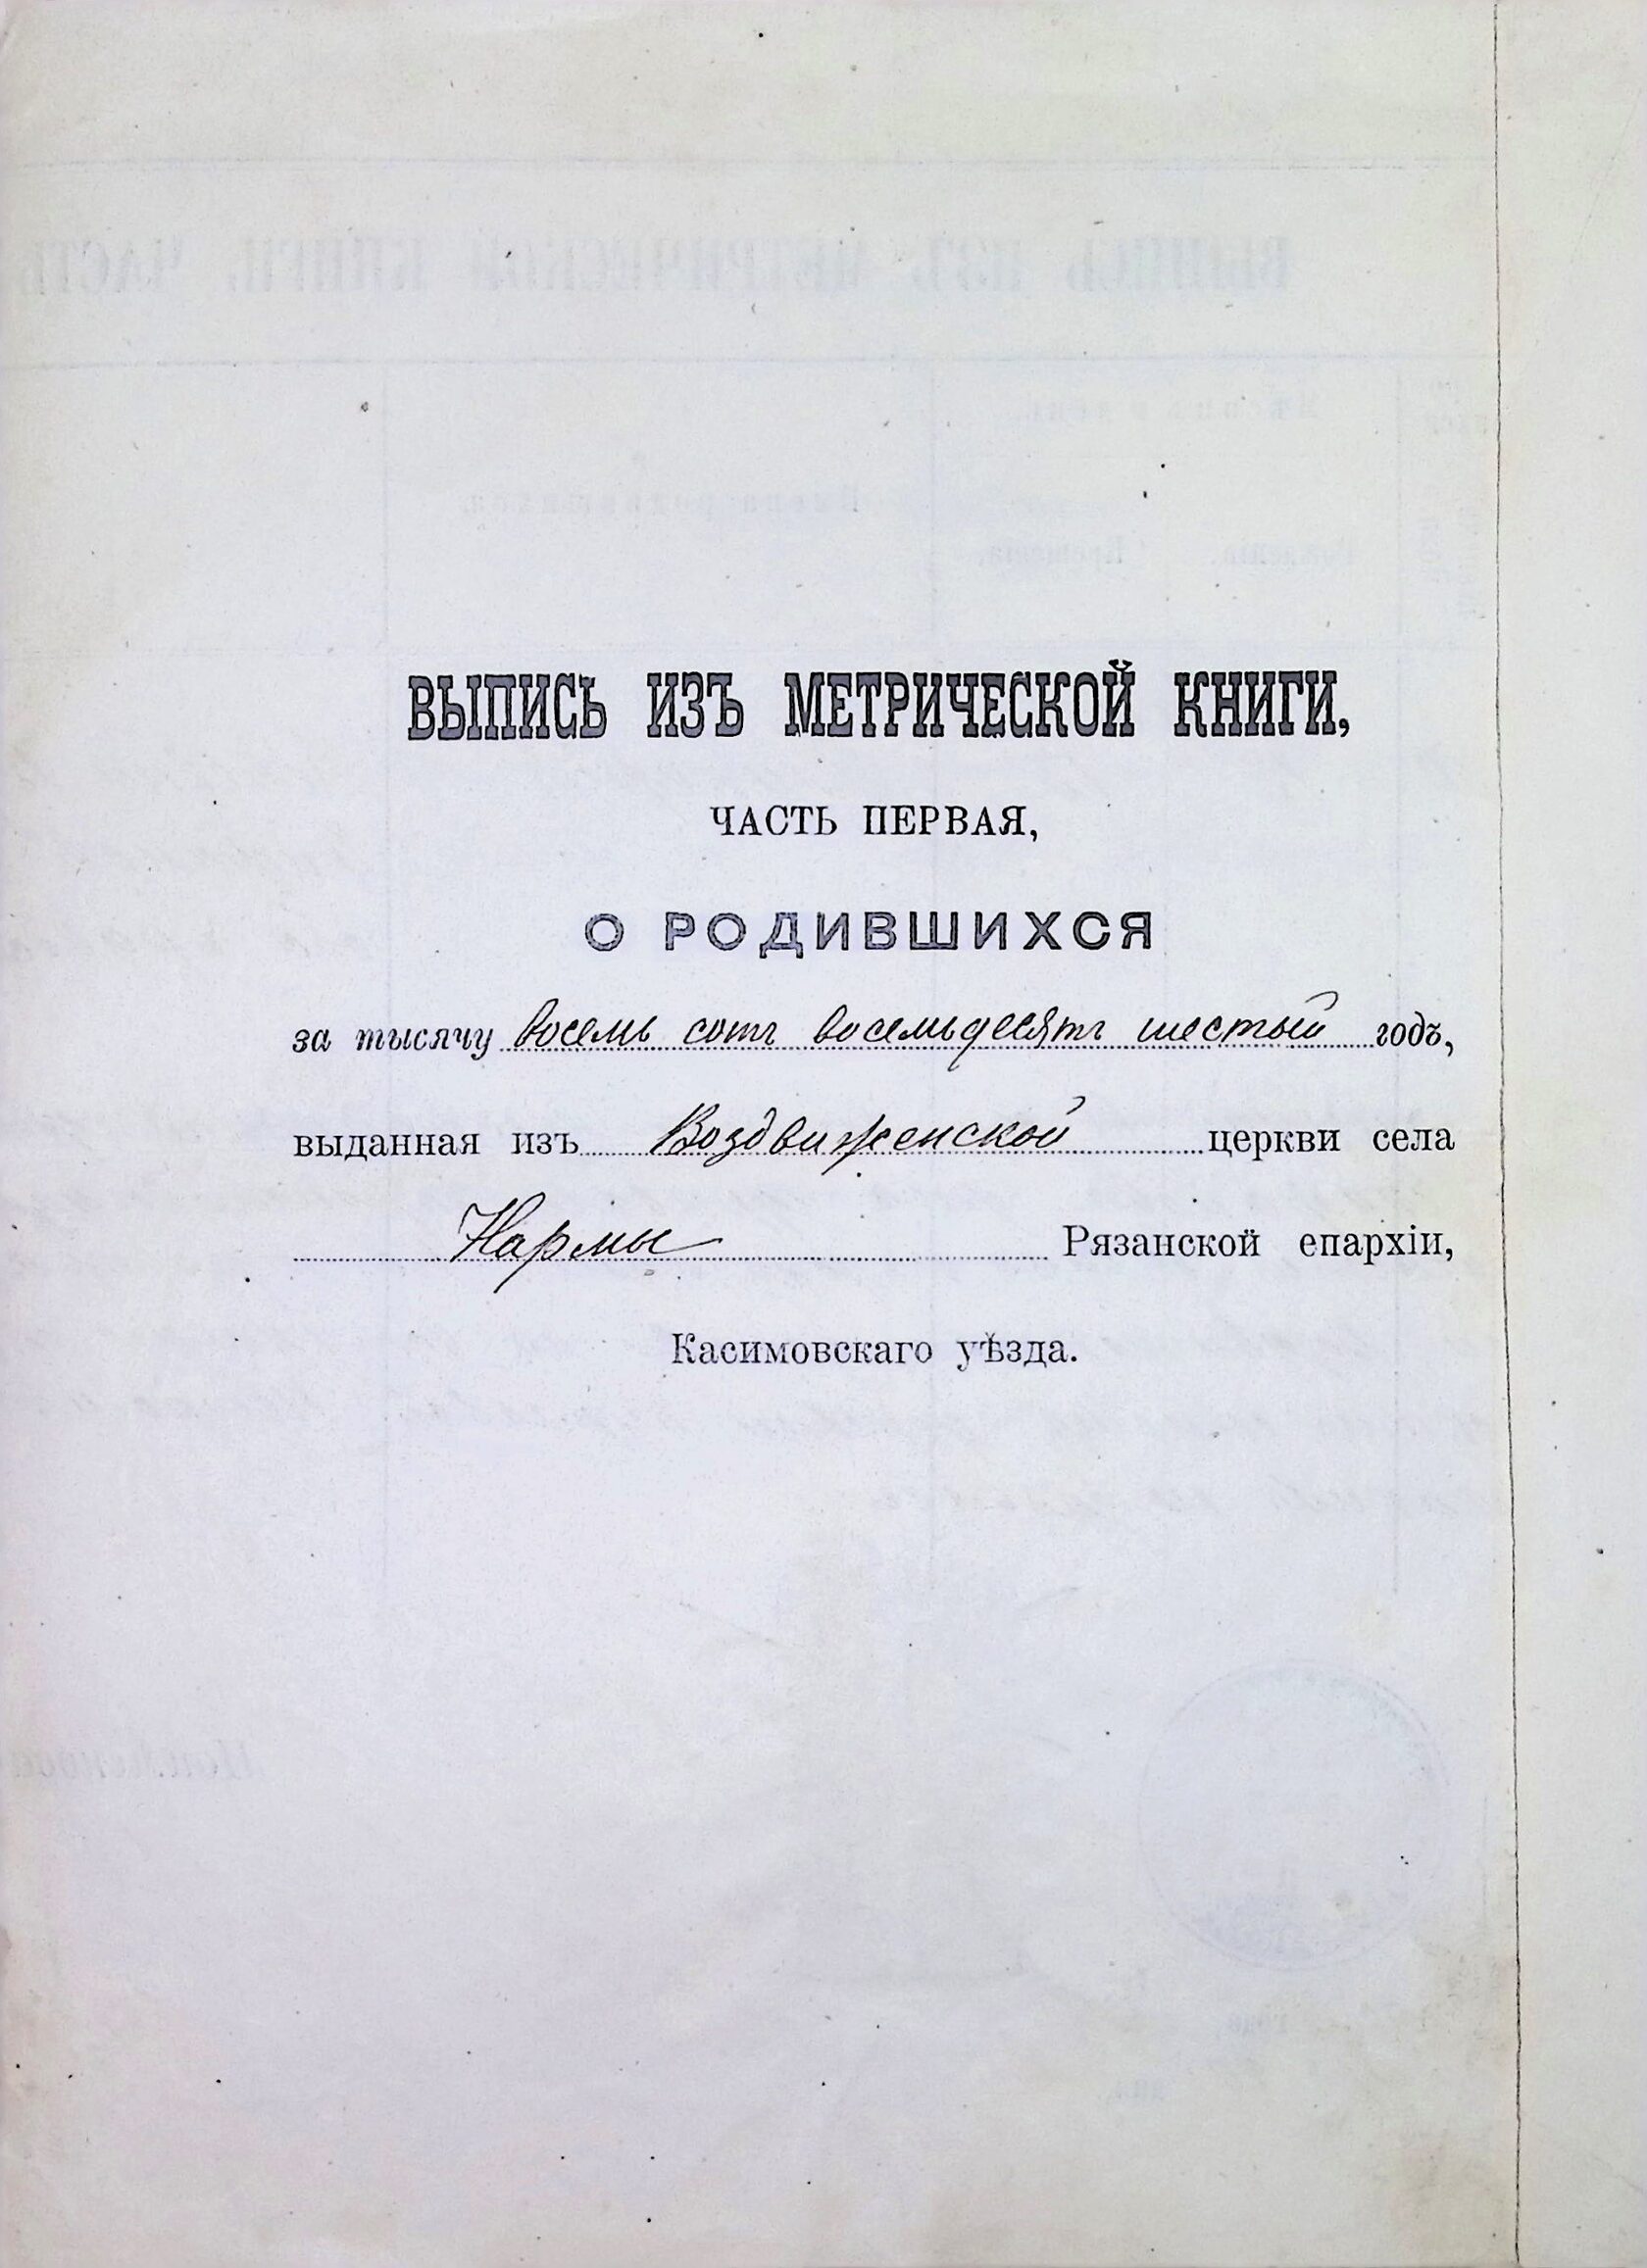 ВЫПИСЬ ИЗЪ МЕТРИЧЕСКОЙ КНИГИ,
ЧАСТЬ ПЕРВАЯ,
О РОДИВШИХСЯ
за тысячу восемь сотъ восемьдесятъ шестый годъ,
выданная изъ Воздвиженской церкви села
Нармы Рязанской епархіи,
Касимовскаго уѣзда.